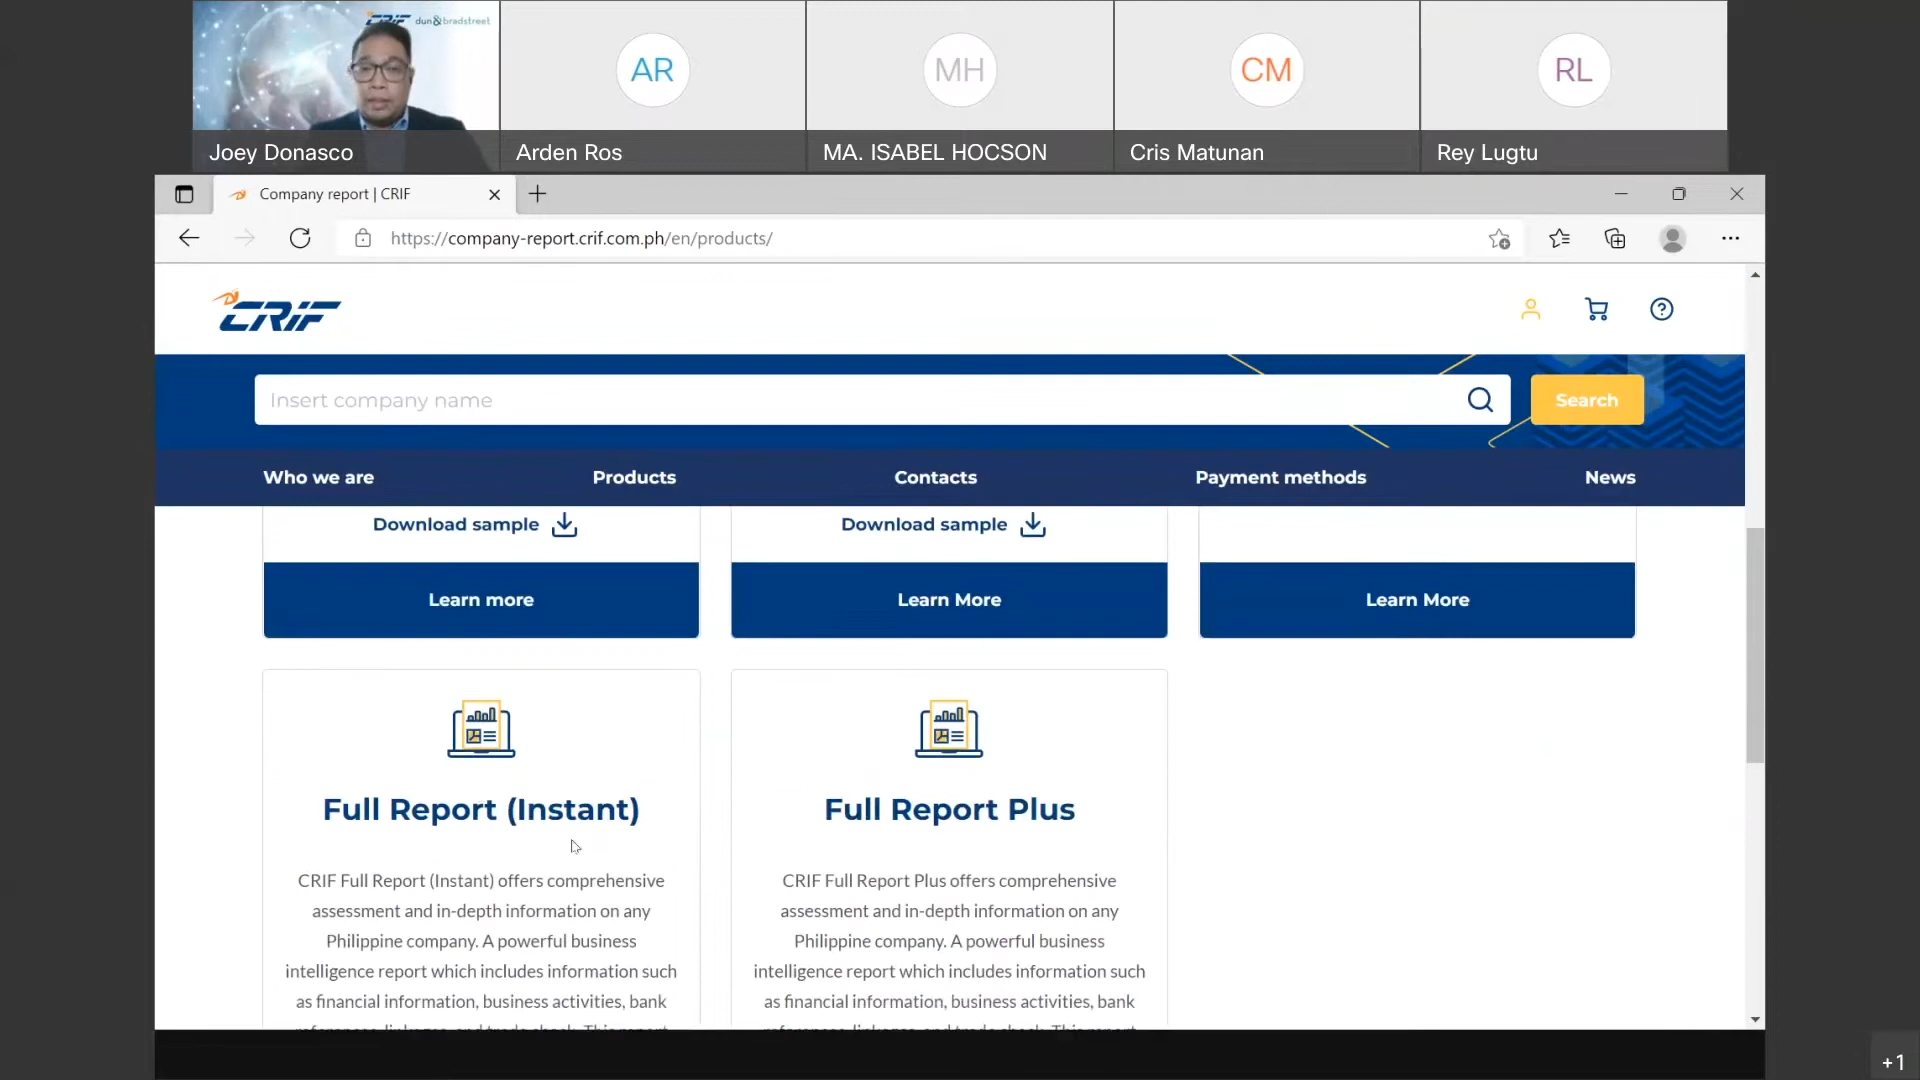 CRIF dun&bradstreet
AR
MH
CM
RL
Joey Donasco
Arden Ros
MA. ISABEL HOCSON
Cris Matunan
Rey Lugtu
Company report | CRIF
https://company-report.crif.com.ph/en/products/
CRIF
Insert company name
Search
Who we are
Products
Contacts
Payment methods
News
Download sample
Download sample
Learn more
Learn More
Learn More
Full Report (Instant)
CRIF Full Report (Instant) offers comprehensive
assessment and in-depth information on any
Philippine company. A powerful business
intelligence report which includes information such
as financial information, business activities, bank
Full Report Plus
CRIF Full Report Plus offers comprehensive
assessment and in-depth information on any
Philippine company. A powerful business
intelligence report which includes information such
as financial information, business activities, bank
+1